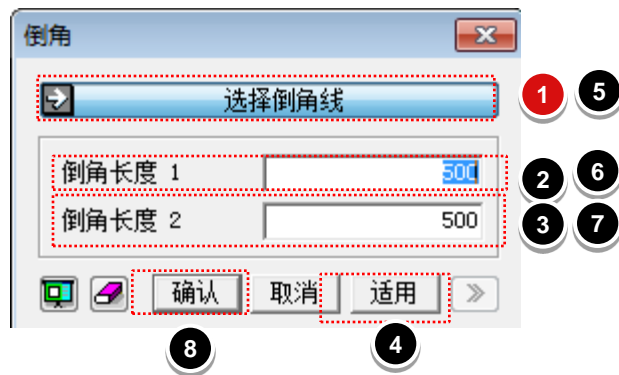 倒角
选择倒角线 1 5
倒角长度 1 500 2 6
倒角长度 2 500 3 7
确认 取消 适用
8 4